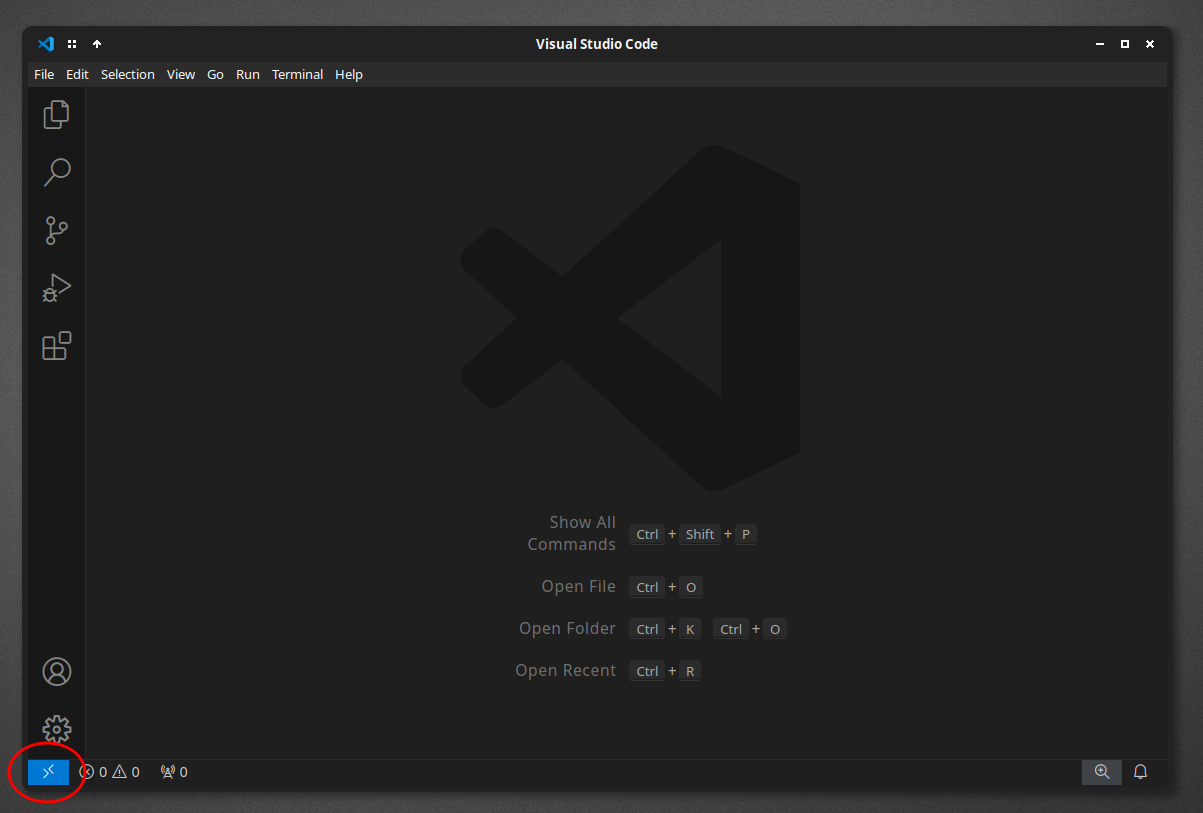 Visual Studio Code
File Edit Selection View Go Run Terminal Help
Show All
Commands
Ctrl + Shift + P
Open File Ctrl + O
Open Folder Ctrl + K Ctrl + O
Open Recent Ctrl + R
0 0 0